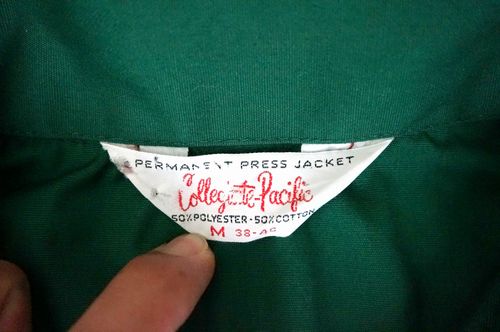 PERMANENT PRESS JACKET
Collegiate-Pacific
50% POLYESTER · 50% COTTON
M 38-40